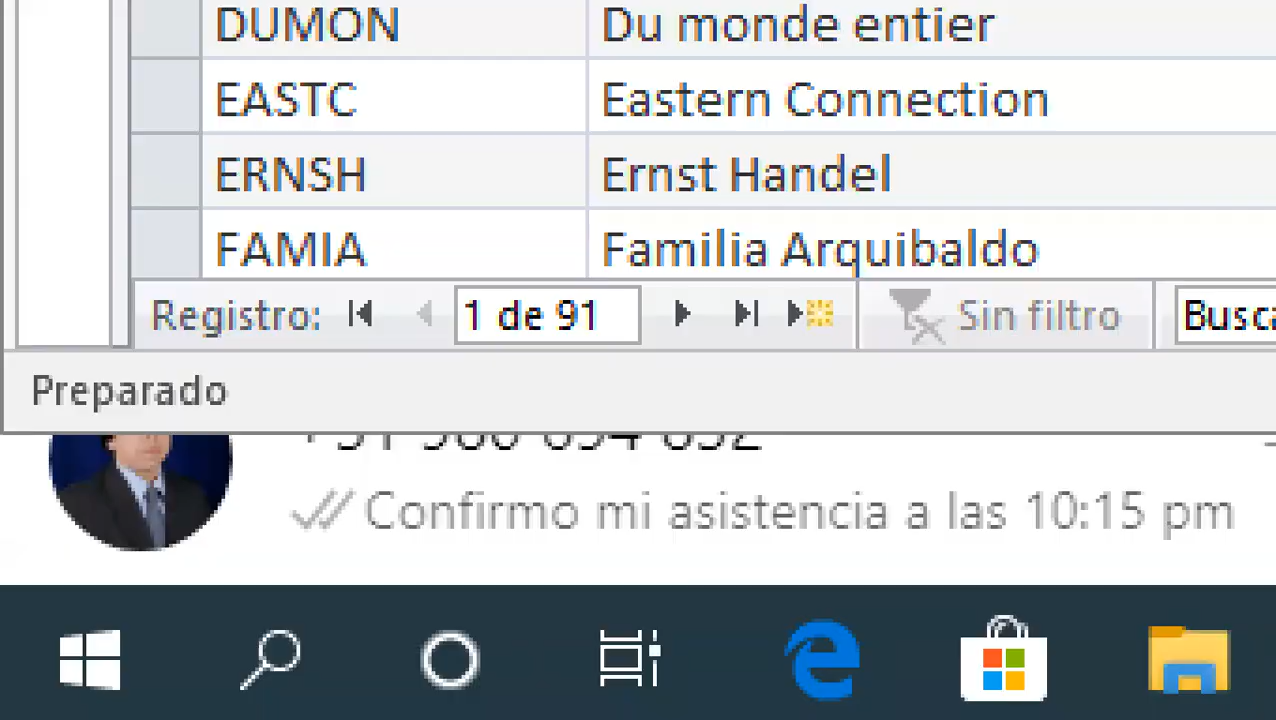 DUMON Du monde entier
EASTC Eastern Connection
ERNSH Ernst Handel
FAMIA Familia Arquibaldo
Registro: 1 de 91 Sin filtro
Preparado
Confirmo mi asistencia a las 10:15 pm